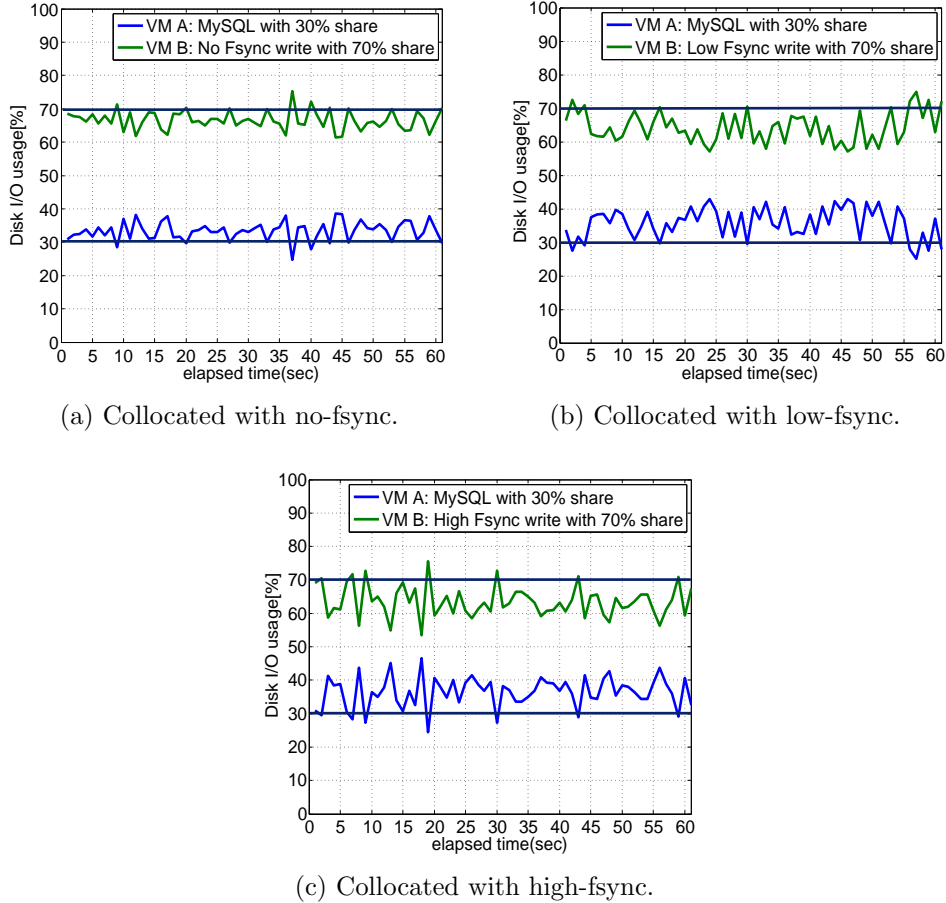 100
90
80
70
60
50
40
30
20
10
0
Disk I/O usage[%]
VM A: MySQL with 30% share
VM B: No Fsync write with 70% share
0 5 10 15 20 25 30 35 40 45 50 55 60
elapsed time(sec)
(a) Collocated with no-fsync.
100
90
80
70
60
50
40
30
20
10
0
Disk I/O usage[%]
VM A: MySQL with 30% share
VM B: Low Fsync write with 70% share
0 5 10 15 20 25 30 35 40 45 50 55 60
elapsed time(sec)
(b) Collocated with low-fsync.
100
90
80
70
60
50
40
30
20
10
0
Disk I/O usage[%]
VM A: MySQL with 30% share
VM B: High Fsync write with 70% share
0 5 10 15 20 25 30 35 40 45 50 55 60
elapsed time(sec)
(c) Collocated with high-fsync.